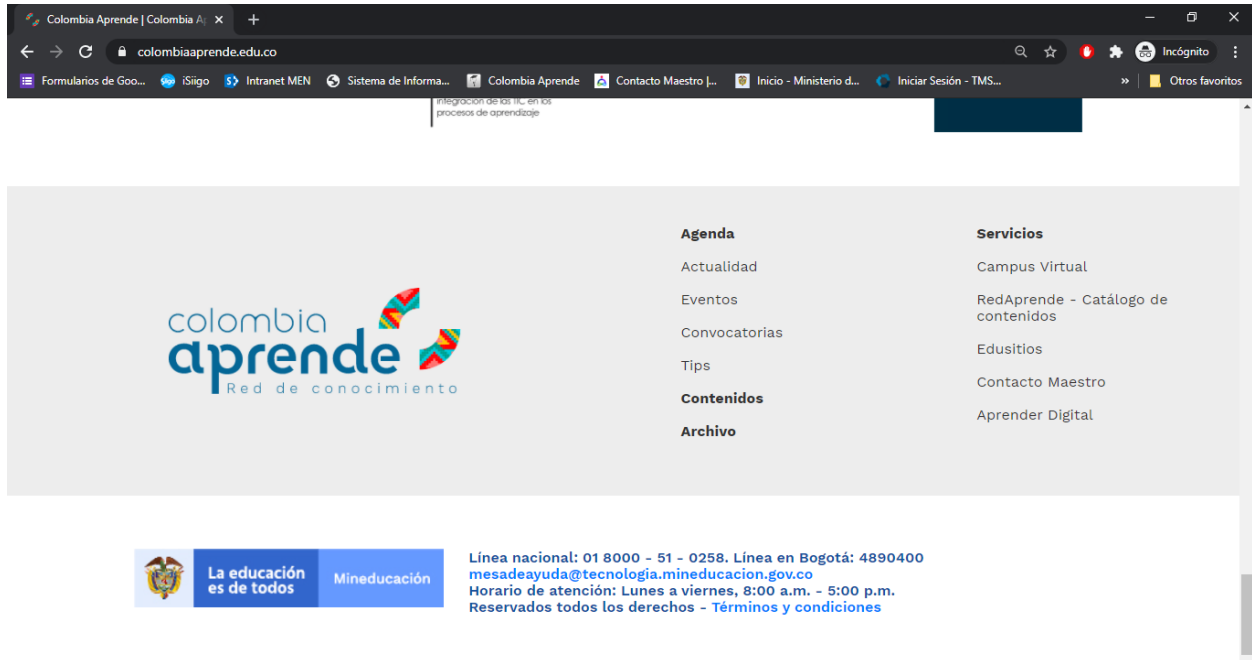 Colombia Aprende | Colombia Ap
colombiaaprende.edu.co
Incógnito
Formularios de Goo... iSiigo Intranet MEN Sistema de Informa... Colombia Aprende Contacto Maestro |... Inicio - Ministerio d... Iniciar Sesión - TMS... » Otros favoritos
integración de las TIC en los
procesos de aprendizaje
colombia
aprende
Red de conocimiento
Agenda
Actualidad
Eventos
Convocatorias
Tips
Contenidos
Archivo
Servicios
Campus Virtual
RedAprende - Catálogo de
contenidos
Edusitios
Contacto Maestro
Aprender Digital
La educación
es de todos
Mineducación
Línea nacional: 01 8000 - 51 - 0258. Línea en Bogotá: 4890400
mesadeayuda@tecnologia.mineducacion.gov.co
Horario de atención: Lunes a viernes, 8:00 a.m. - 5:00 p.m.
Reservados todos los derechos - Términos y condiciones